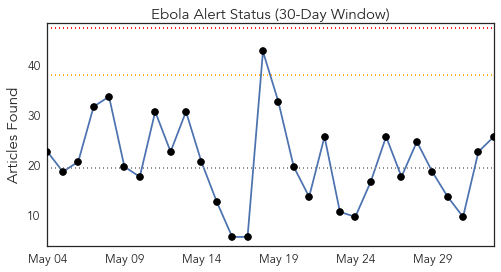 Ebola Alert Status (30-Day Window)
Articles Found
40
30
20
10
May 04 May 09 May 14 May 19 May 24 May 29